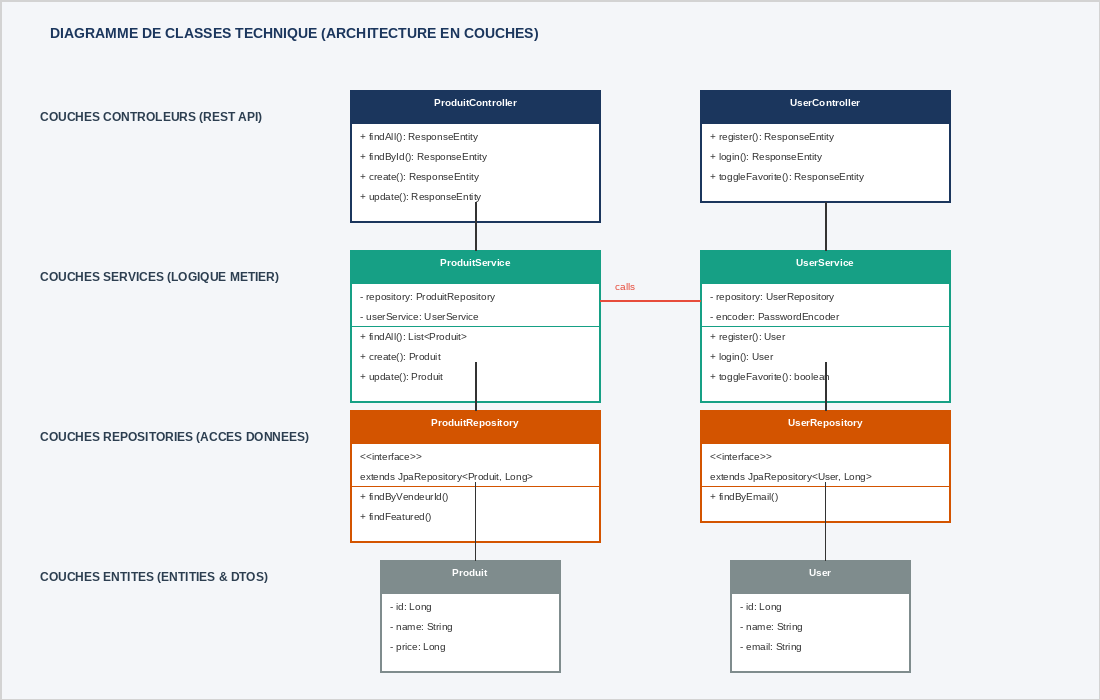 DIAGRAMME DE CLASSES TECHNIQUE (ARCHITECTURE EN COUCHES)
COUCHES CONTROLEURS (REST API)
ProduitController
+ findAll(): ResponseEntity
+ findById(): ResponseEntity
+ create(): ResponseEntity
+ update(): ResponseEntity
UserController
+ register(): ResponseEntity
+ login(): ResponseEntity
+ toggleFavorite(): ResponseEntity
COUCHES SERVICES (LOGIQUE METIER)
ProduitService
- repository: ProduitRepository
- userService: UserService
+ findAll(): List<Produit>
+ create(): Produit
+ update(): Produit
calls
UserService
- repository: UserRepository
- encoder: PasswordEncoder
+ register(): User
+ login(): User
+ toggleFavorite(): boolean
COUCHES REPOSITORIES (ACCES DONNEES)
ProduitRepository
<<interface>>
extends JpaRepository<Produit, Long>
+ findByVendeurId()
+ findFeatured()
UserRepository
<<interface>>
extends JpaRepository<User, Long>
+ findByEmail()
COUCHES ENTITES (ENTITIES & DTOS)
Produit
- id: Long
- name: String
- price: Long
User
- id: Long
- name: String
- email: String